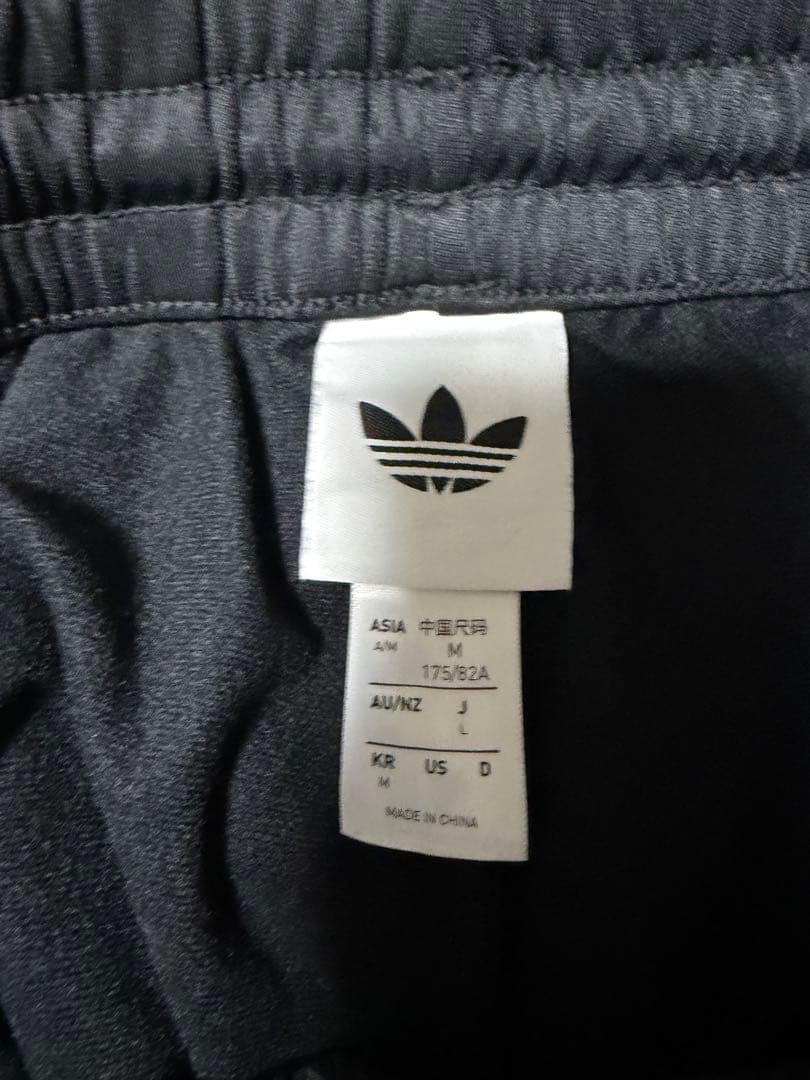 ASIA 中国尺码
A/M M
175/82A
AU/NZ J
L
KR US D
M
MADE IN CHINA